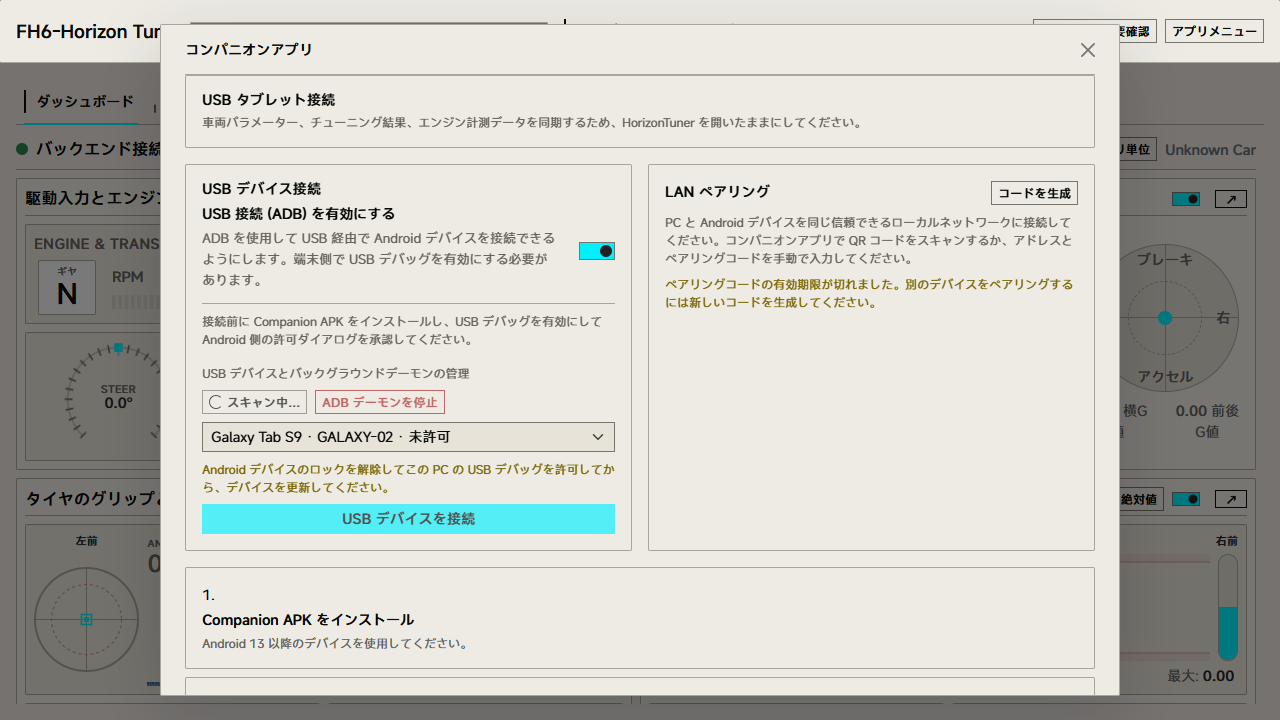 FH6-Horizon Tun
要確認
アプリメニュー
コンパニオンアプリ
ダッシュボード
バックエンド接続
単位
Unknown Car
駆動入力とエンジン
ENGINE & TRANS
ギヤ
N
RPM
STEER
0.0°
ブレーキ
右
アクセル
横G
値
0.00 前後
G値
タイヤのグリップ
絶対値
左前
右前
最大: 0.00
USB タブレット接続
車両パラメーター、チューニング結果、エンジン計測データを同期するため、HorizonTuner を開いたままにしてください。
USB デバイス接続
USB 接続 (ADB) を有効にする
ADB を使用して USB 経由で Android デバイスを接続できる
ようにします。端末側で USB デバッグを有効にする必要が
あります。
接続前に Companion APK をインストールし、USB デバッグを有効にして
Android 側の許可ダイアログを承認してください。
USB デバイスとバックグラウンドデーモンの管理
スキャン中...
ADB デーモンを停止
Galaxy Tab S9 · GALAXY-02 · 未許可
Android デバイスのロックを解除してこの PC の USB デバッグを許可してか
ら、デバイスを更新してください。
USB デバイスを接続
LAN ペアリング
コードを生成
PC と Android デバイスを同じ信頼できるローカルネットワークに接続して
ください。コンパニオンアプリで QR コードをスキャンするか、アドレスと
ペアリングコードを手動で入力してください。
ペアリングコードの有効期限が切れました。別のデバイスをペアリングする
には新しいコードを生成してください。
1.
Companion APK をインストール
Android 13 以降のデバイスを使用してください。